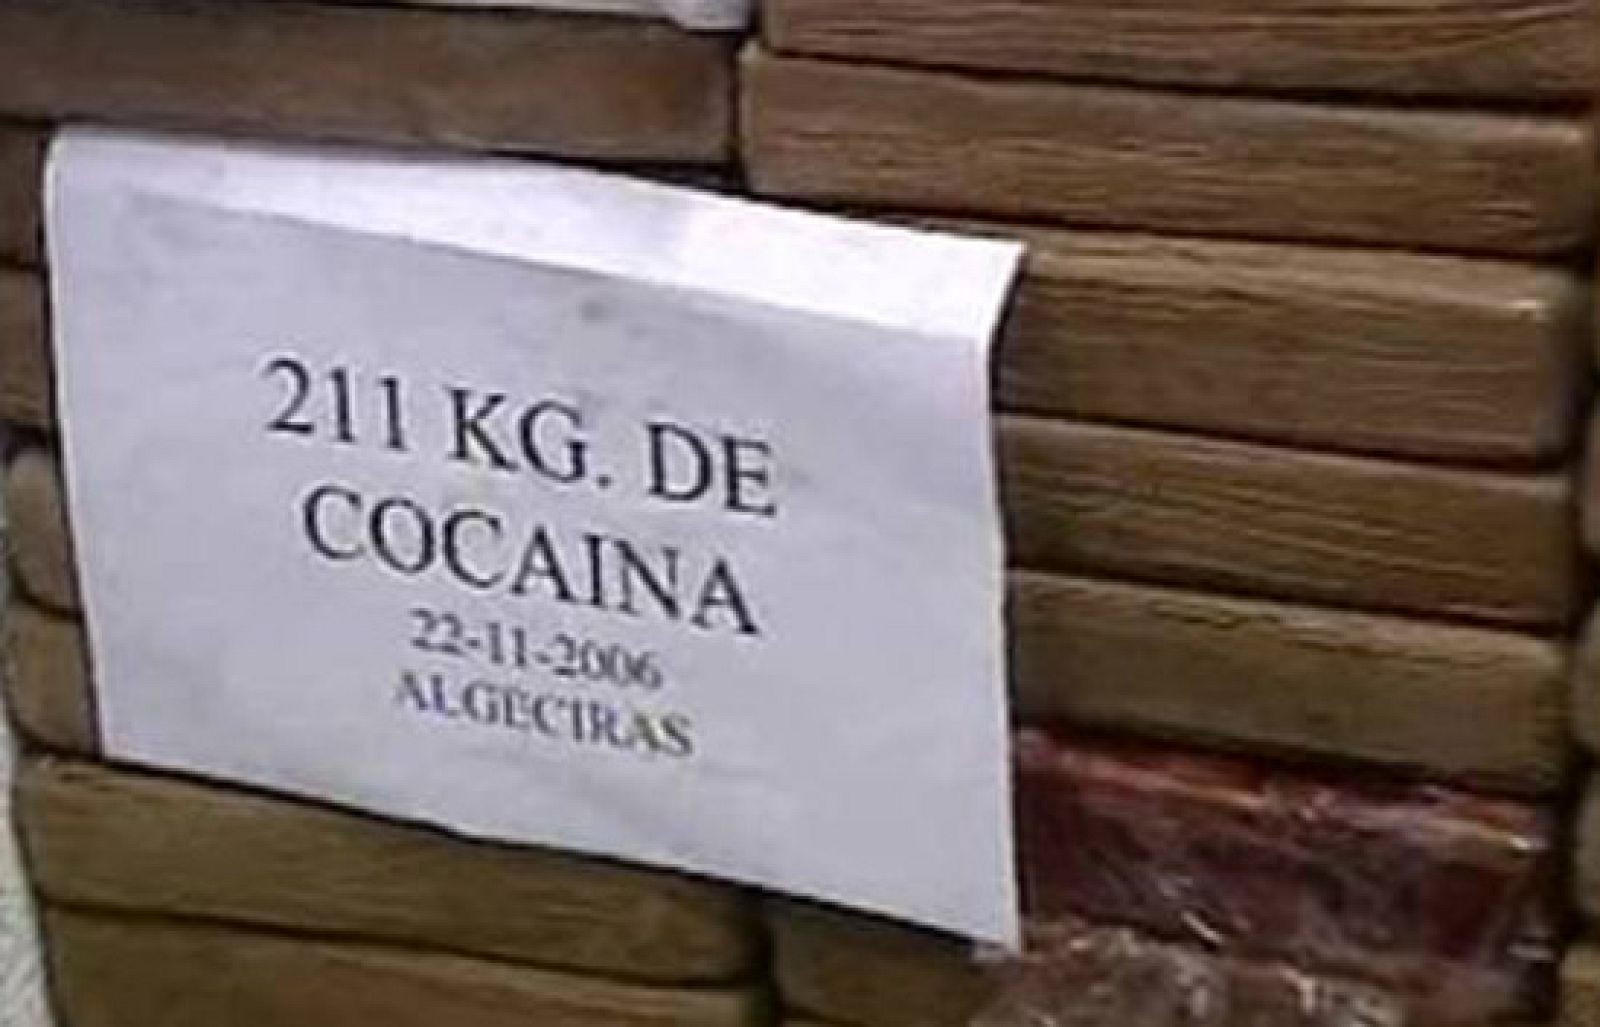 211 KG. DE
COCAINA
22-11-2006
ALGECIRAS